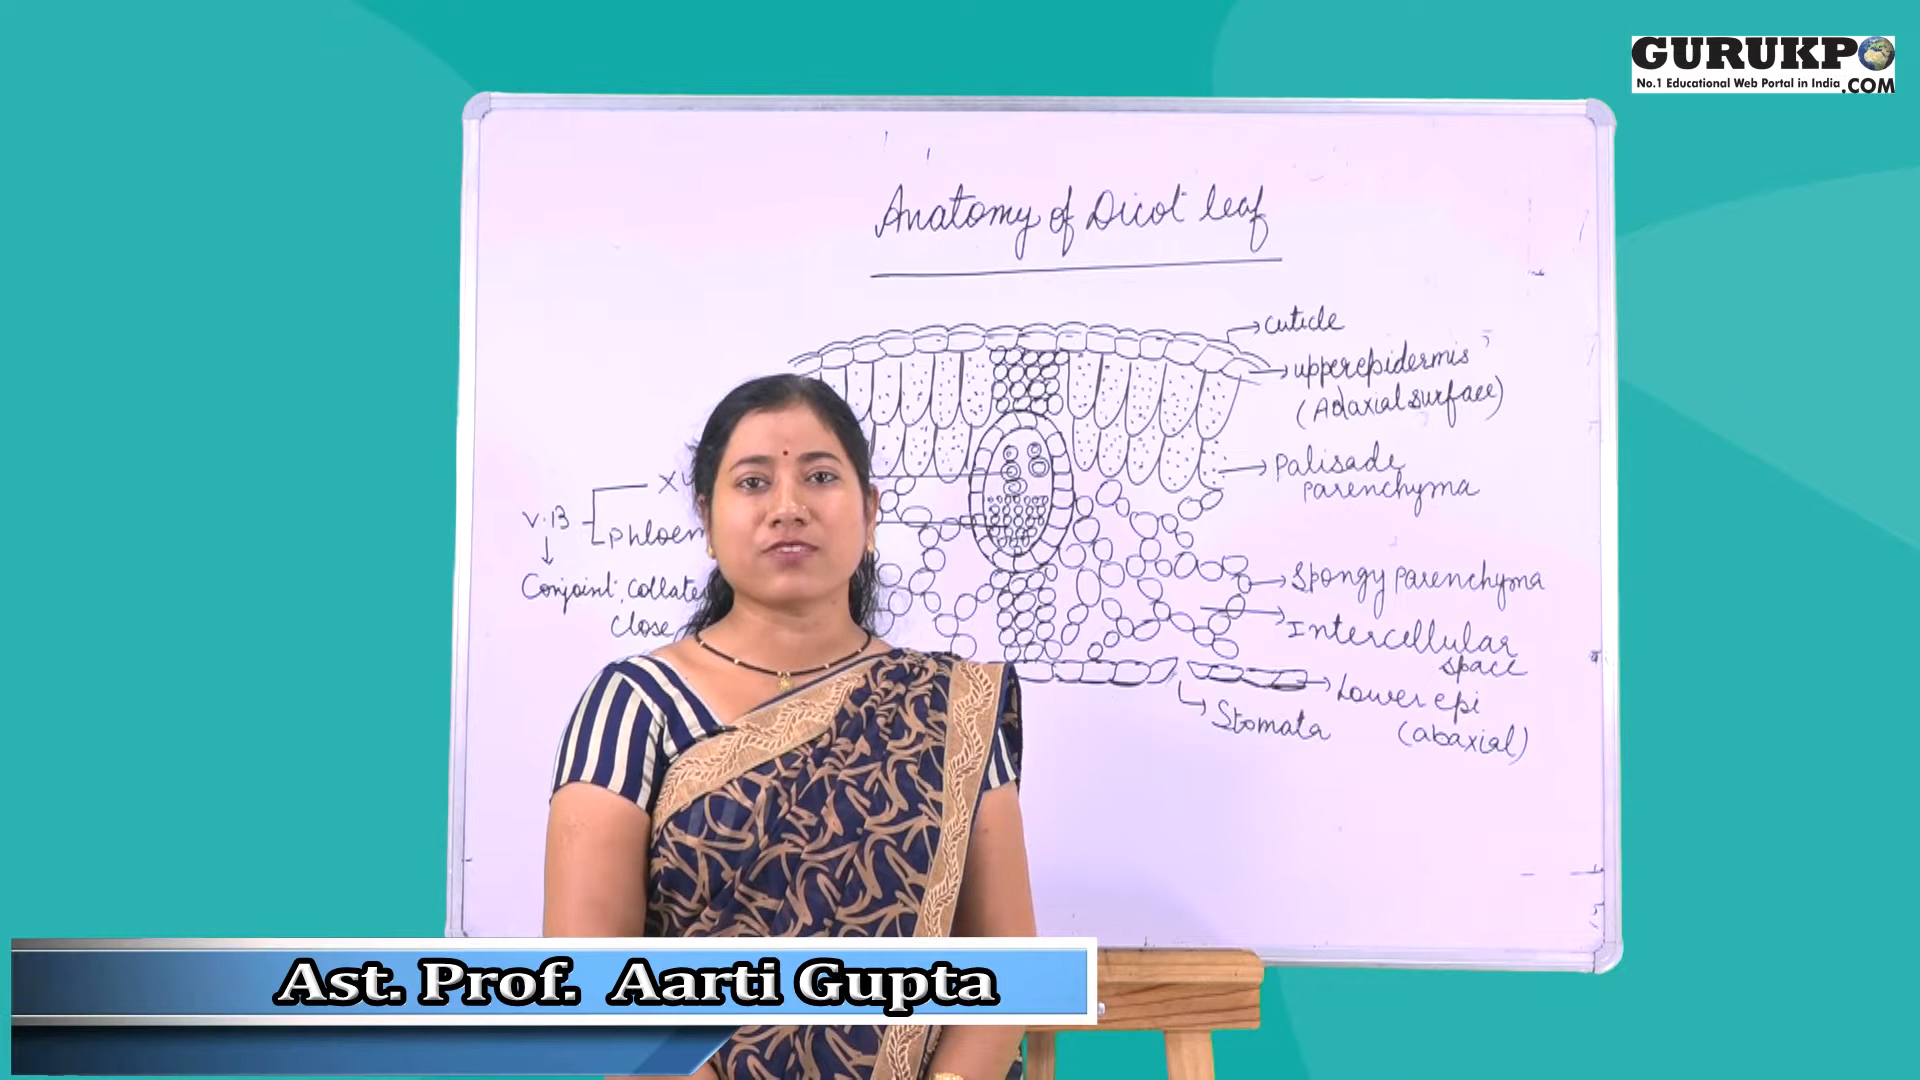 GURUKPO
No.1 Educational Web Portal in India .COM
Anatomy of Dicot leaf
cuticle
upperepidermis
(Adaxial surface)
Palisade
parenchyma
V.B
Phloem
Conjoint, collate
close
Spongy parenchyma
Intercellular
space
Lower epi
(abaxial)
Stomata
Ast. Prof. Aarti Gupta